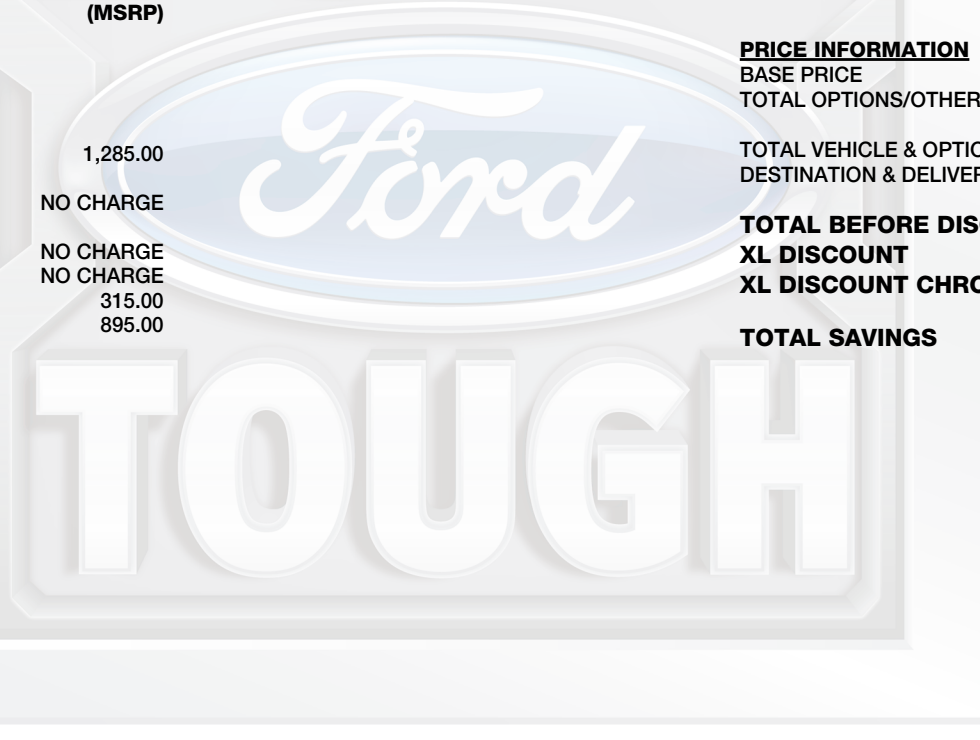 (MSRP)
1,285.00
NO CHARGE
NO CHARGE
NO CHARGE
315.00
895.00
PRICE INFORMATION
BASE PRICE
TOTAL OPTIONS/OTHER
TOTAL VEHICLE & OPTIO
DESTINATION & DELIVER
TOTAL BEFORE DIS
XL DISCOUNT
XL DISCOUNT CHRO
TOTAL SAVINGS
Ford
TOUGH